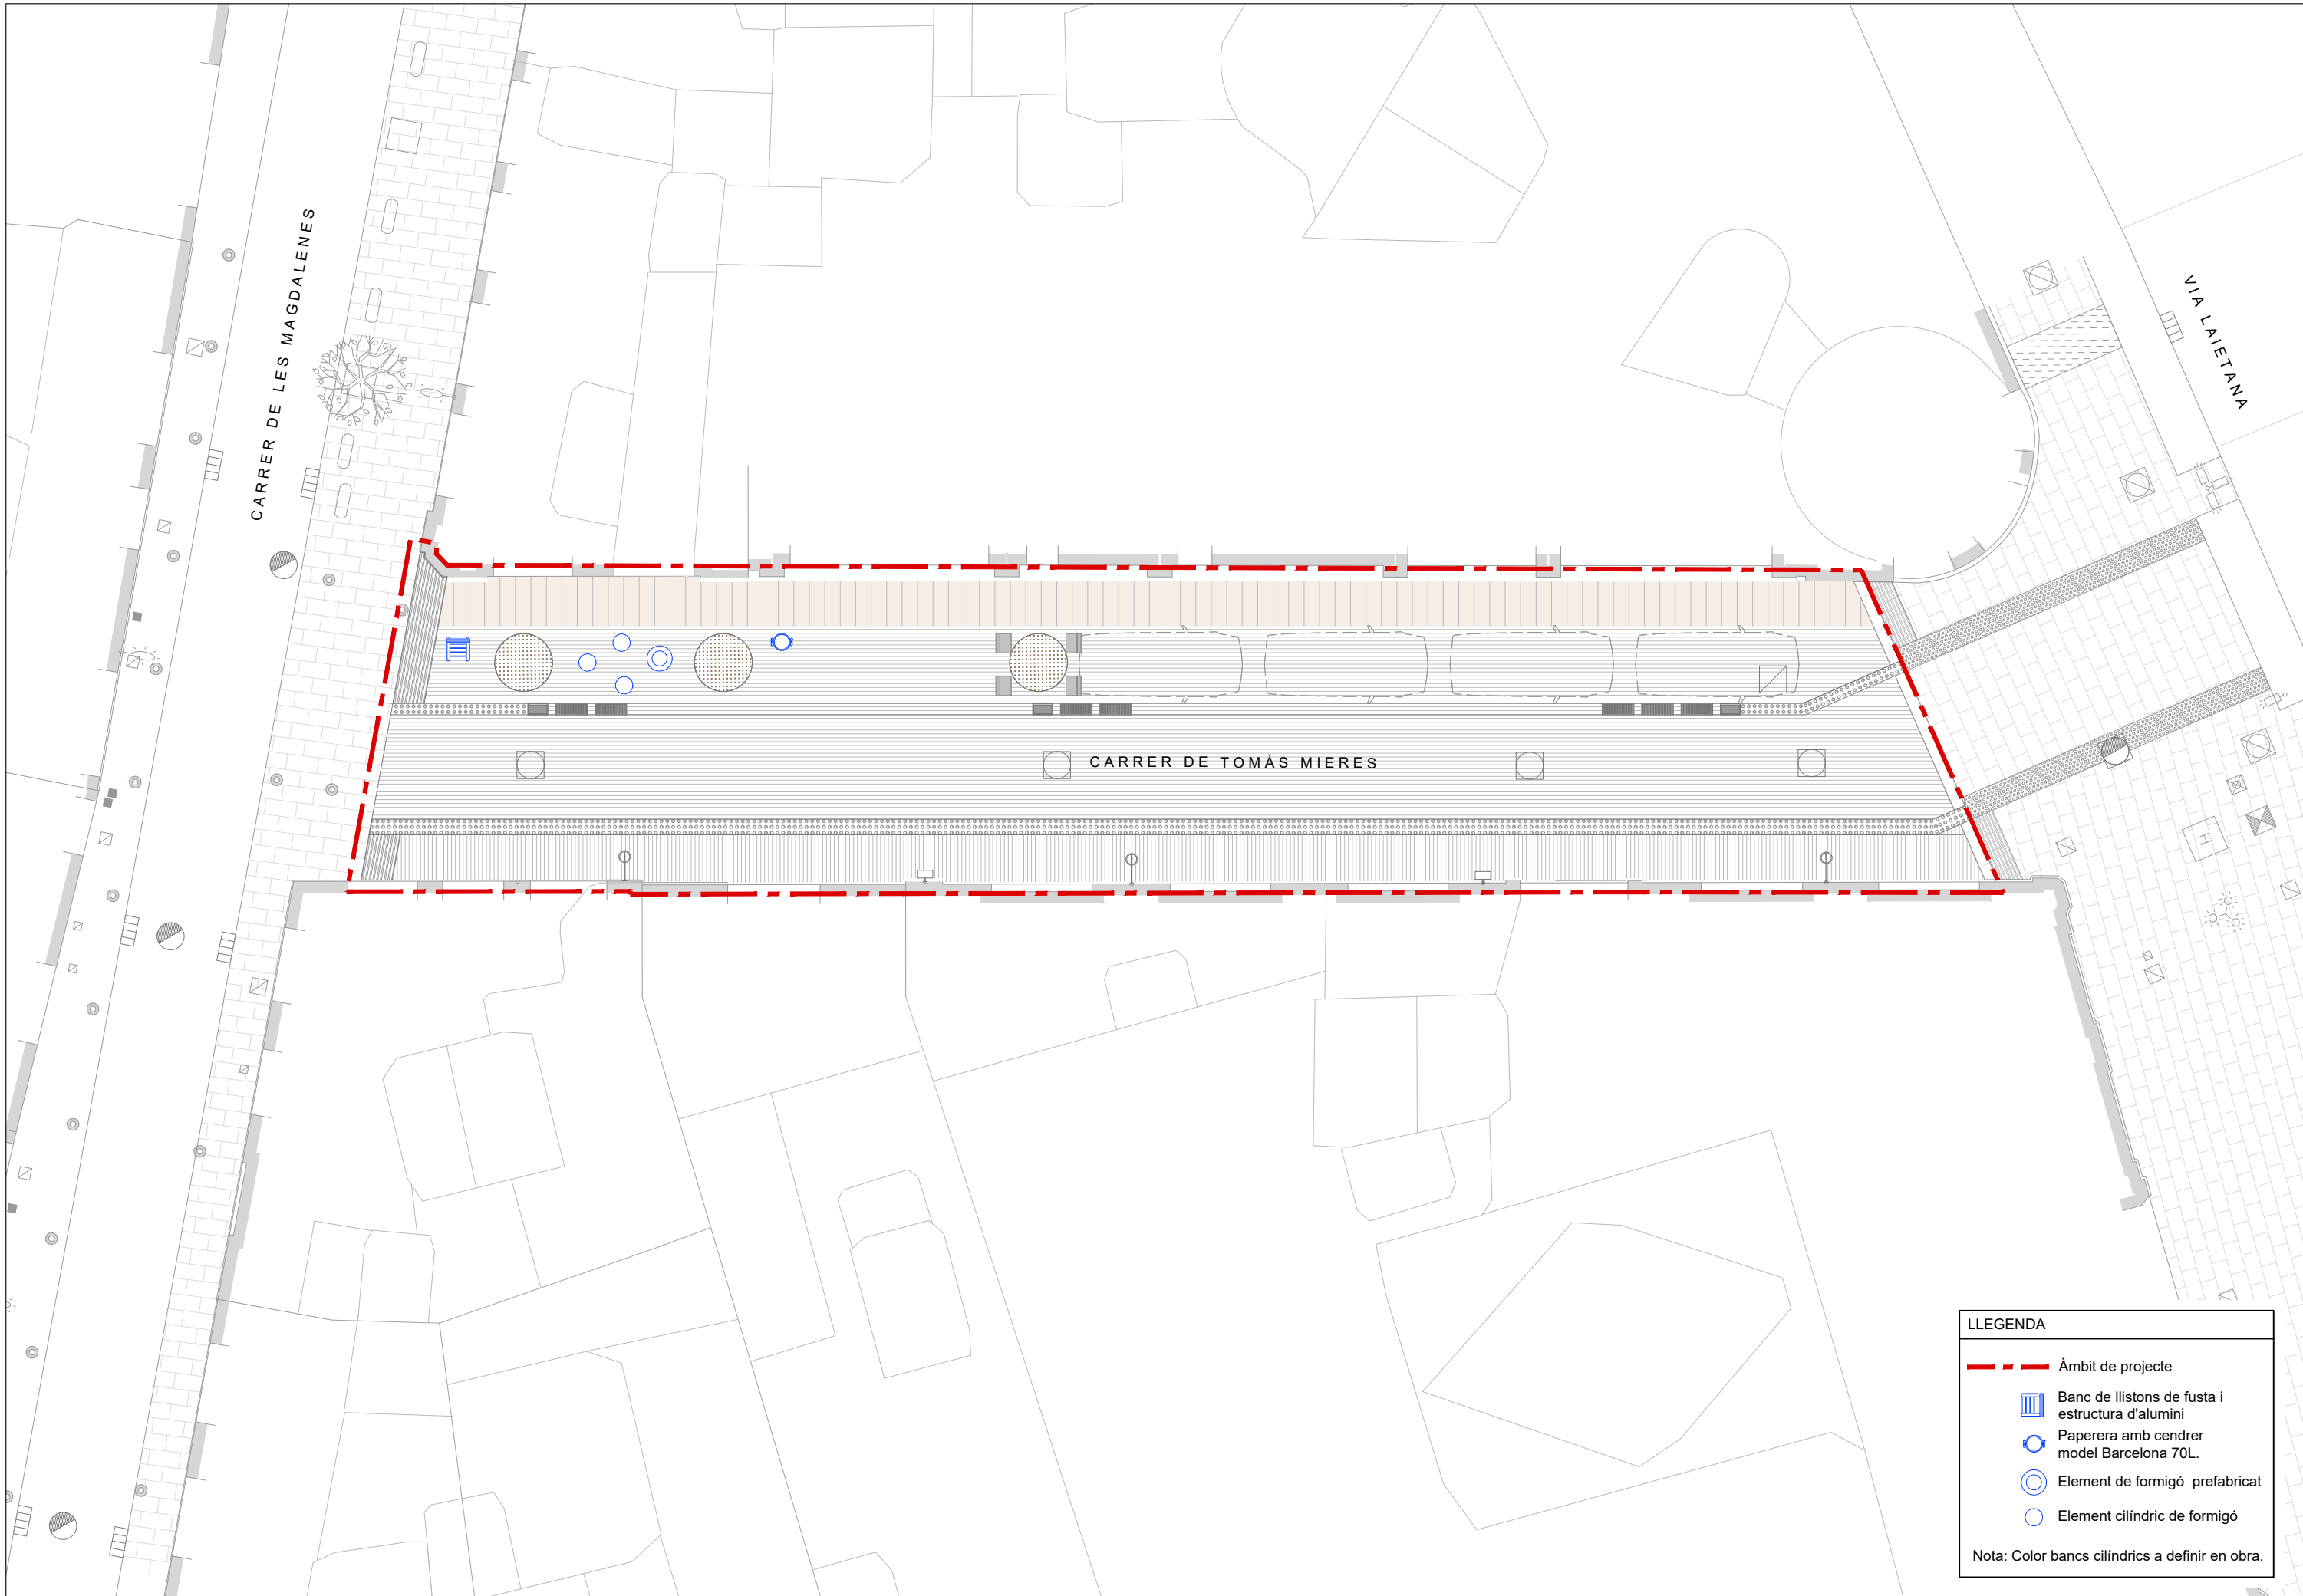 CARRER DE LES MAGDALENES
VIA LAIETANA
CARRER DE TOMÀS MIERES
LLEGENDA
Àmbit de projecte
Banc de llistons de fusta i
estructura d'alumini
Paperera amb cendrer
model Barcelona 70L.
Element de formigó prefabricat
Element cilíndric de formigó
Nota: Color bancs cilíndrics a definir en obra.